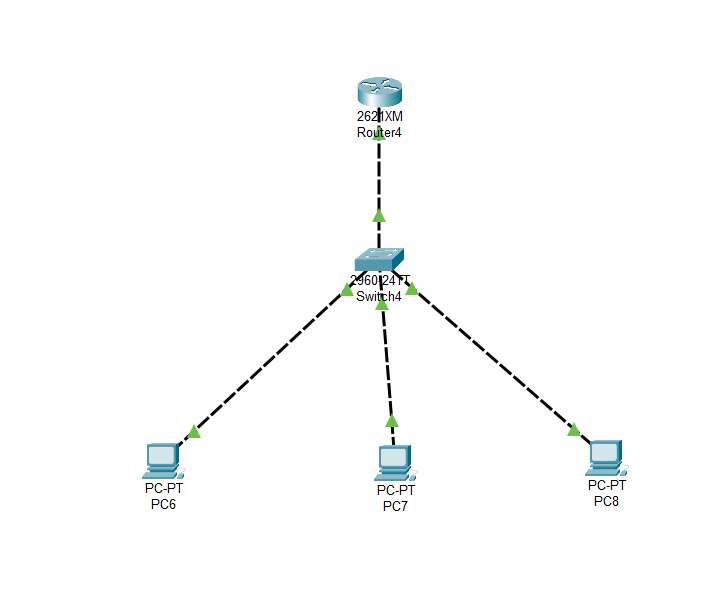 2621XM
Router4
2960-24TT
Switch4
PC-PT
PC6
PC-PT
PC7
PC-PT
PC8